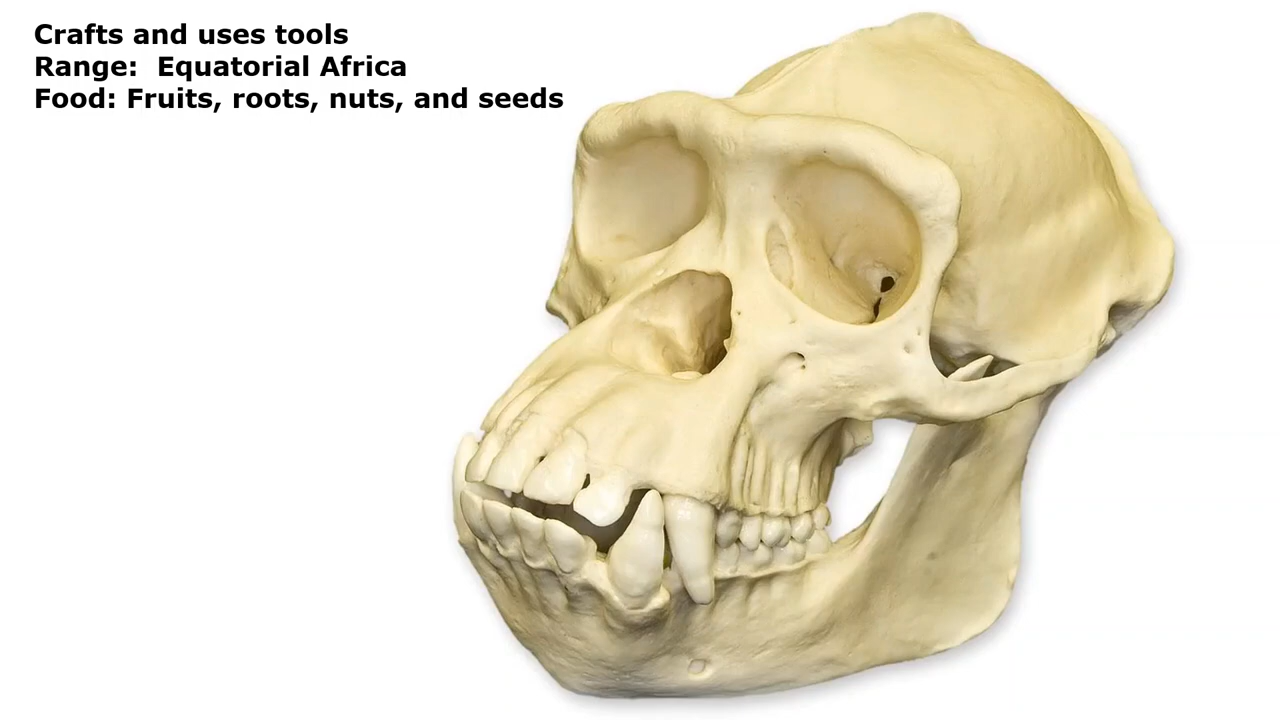 Crafts and uses tools
Range:  Equatorial Africa
Food: Fruits, roots, nuts, and seeds